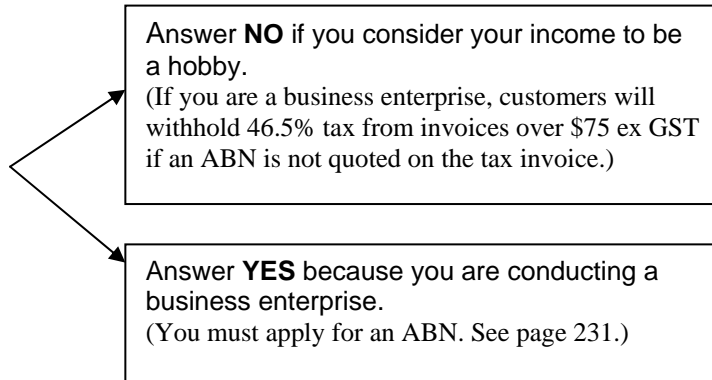 Answer NO if you consider your income to be
a hobby.
(If you are a business enterprise, customers will
withhold 46.5% tax from invoices over $75 ex GST
if an ABN is not quoted on the tax invoice.)
Answer YES because you are conducting a
business enterprise.
(You must apply for an ABN. See page 231.)